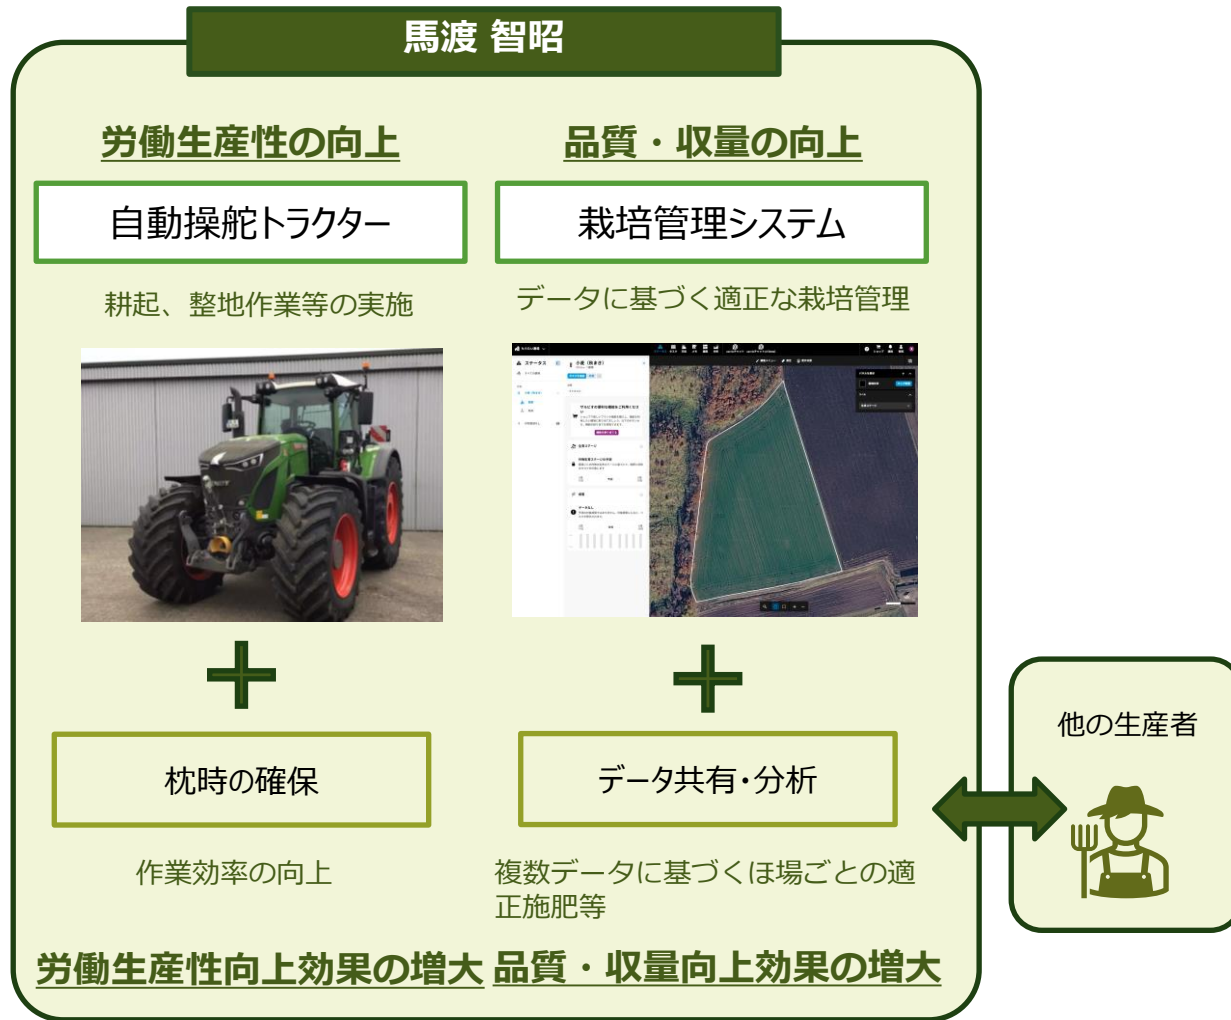 馬渡 智昭
労働生産性の向上
品質・収量の向上
自動操舵トラクター
栽培管理システム
耕起、整地作業等の実施
データに基づく適正な栽培管理
ステータス
枕時の確保
データ共有・分析
作業効率の向上
複数データに基づくほ場ごとの適
正施肥等
労働生産性向上効果の増大
品質・収量向上効果の増大
他の生産者